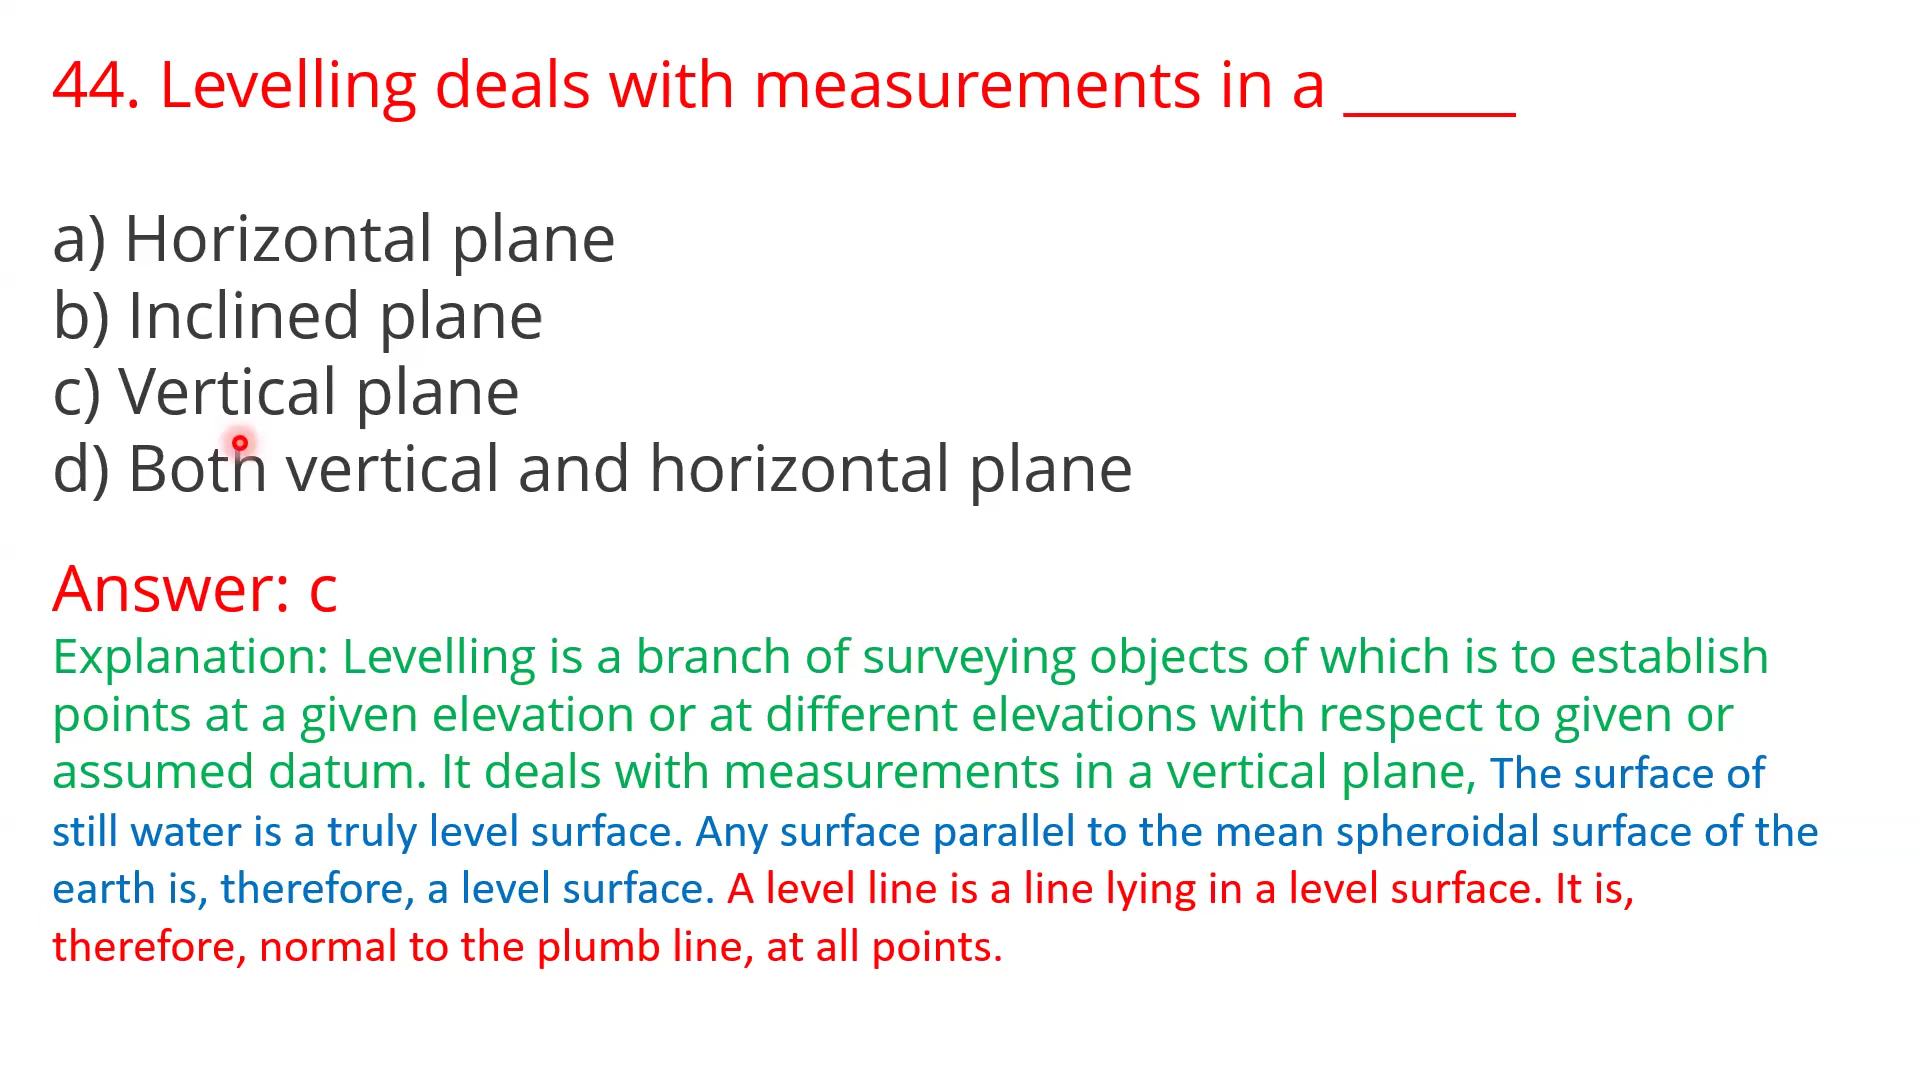 44. Levelling deals with measurements in a _____
a) Horizontal plane
b) Inclined plane
c) Vertical plane
d) Both vertical and horizontal plane
Answer: c
Explanation: Levelling is a branch of surveying objects of which is to establish
points at a given elevation or at different elevations with respect to given or
assumed datum. It deals with measurements in a vertical plane, The surface of
still water is a truly level surface. Any surface parallel to the mean spheroidal surface of the
earth is, therefore, a level surface. A level line is a line lying in a level surface. It is,
therefore, normal to the plumb line, at all points.